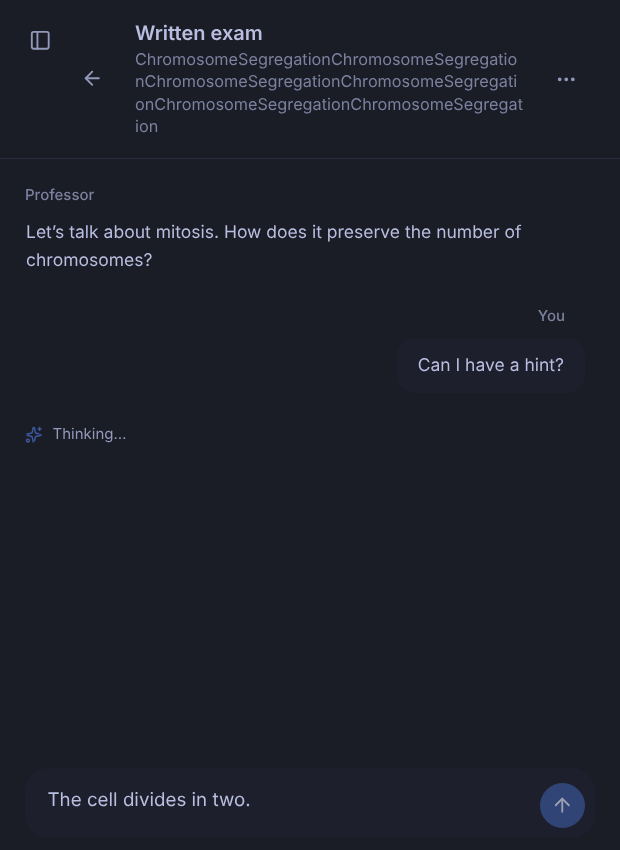 Written exam
ChromosomeSegregationChromosomeSegregatio
nChromosomeSegregationChromosomeSegregati
onChromosomeSegregationChromosomeSegregat
ion
Professor
Let’s talk about mitosis. How does it preserve the number of
chromosomes?
You
Can I have a hint?
Thinking...
The cell divides in two.